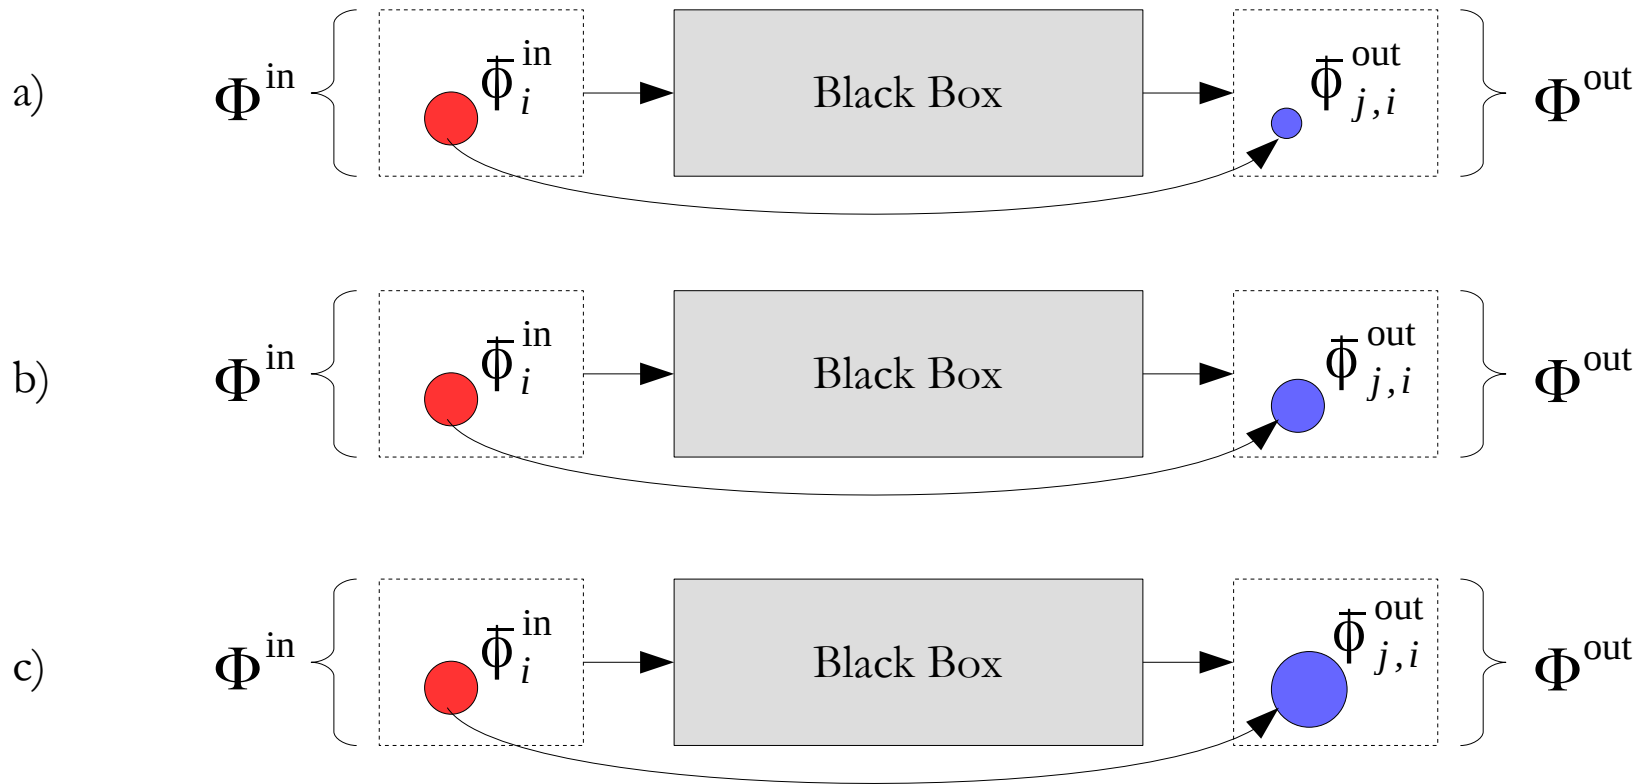 a) Φ^in ϕ̄_i^in Black Box ϕ̄_j,i^out Φ^out
b) Φ^in ϕ̄_i^in Black Box ϕ̄_j,i^out Φ^out
c) Φ^in ϕ̄_i^in Black Box ϕ̄_j,i^out Φ^out